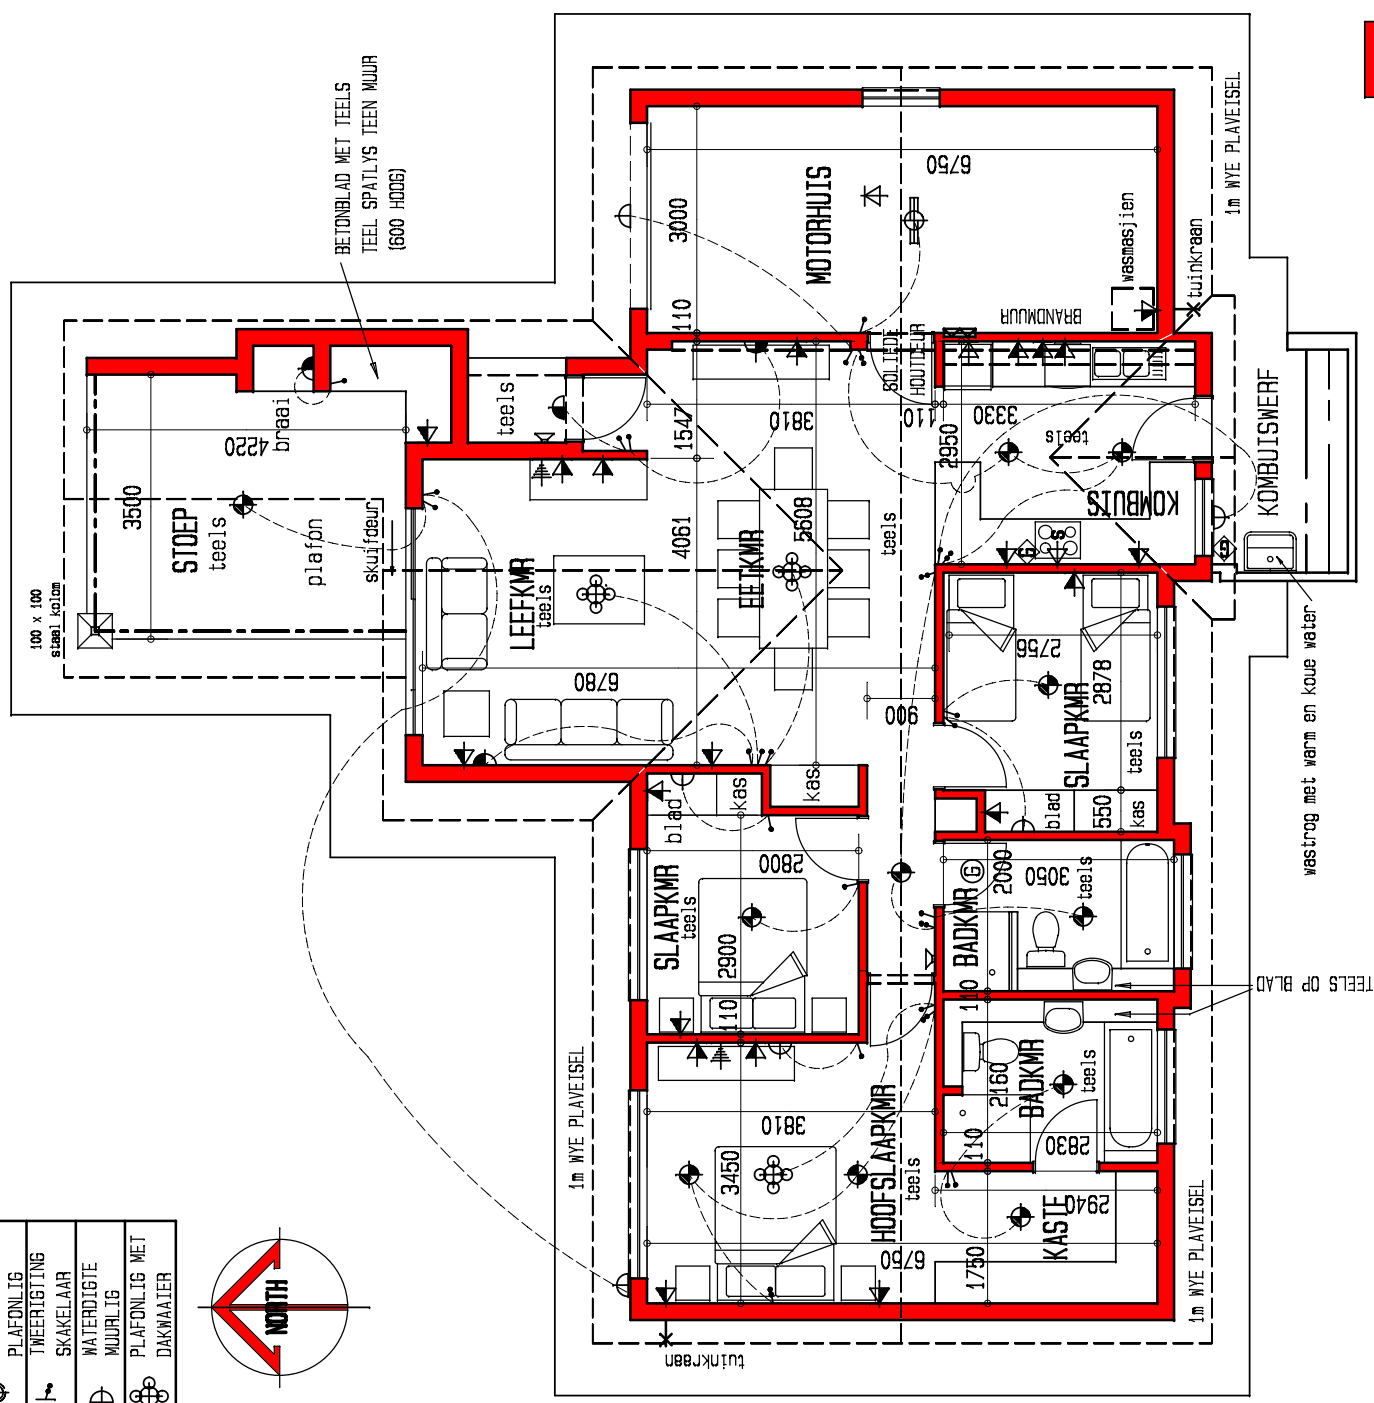 BETONBLAD MET TEELS
TEEL SPATLYS TEEN MUUR
(600 HOOG)
1m WYE PLAVEISEL
6750
3000
MOTORHUIS
wasmasjien
tuinkraan
110
BRANDMUUR
SOLIEDE
HOUTDEUR
4220
braai
3500
STOEP
teels
plafon
skuifdeur
100 x 100
staal kolom
teels
1547
3810
110
3330
2950
teels
KOMBUIS
KOMBUISWERF
G
S
G
4061
5608
teels
LEEFKMR
teels
EETKMR
6780
900
2756
2878
SLAAPKMR
teels
blad
550
kas
wastrog met warm en koue water
blad
kas
kas
2800
SLAAPKMR
teels
2900
110
2000
G
3050
teels
BADKMR
110
TEELS OP BLAD
1m WYE PLAVEISEL
3810
3450
HOOFSLAAPKMR
teels
6750
2160
BADKMR
teels
110
2830
2940
KASTE
1750
1m WYE PLAVEISEL
tuinkraan
NORTH
PLAFONLIG
TWEERIGTING
SKAKELAAR
WATERDIGTE
MUURLIG
PLAFONLIG MET
DAKWAAIER